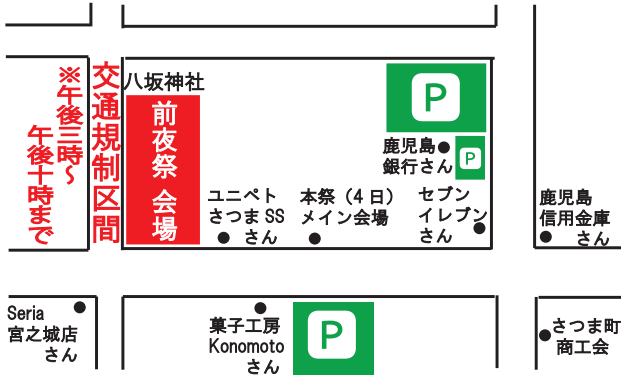 ※午後三時～
午後十時まで
交通規制区間
八坂神社
前夜祭 会場
P
鹿児島
銀行さん
P
ユニペト
さつまSS
さん
本祭（4日）
メイン会場
セブン
イレブン
さん
鹿児島
信用金庫
さん
Seria
宮之城店
さん
菓子工房
Konomoto
さん
P
さつま町
商工会